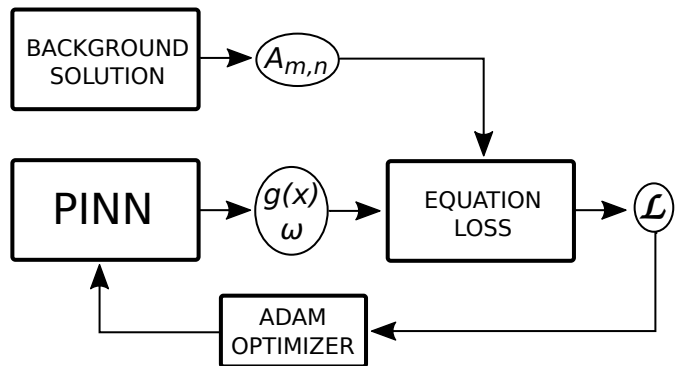 BACKGROUND
SOLUTION
A_{m,n}
PINN
g(x)
ω
EQUATION
LOSS
ℒ
ADAM
OPTIMIZER